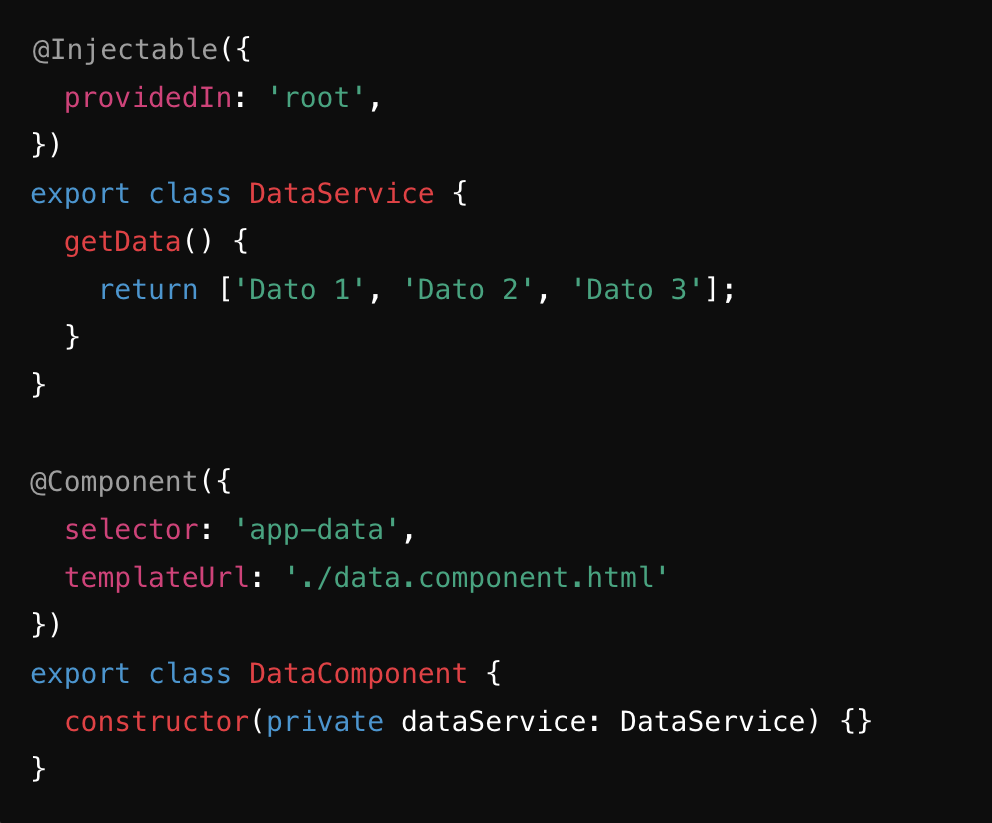 @Injectable({
  providedIn: 'root',
})
export class DataService {
  getData() {
    return ['Dato 1', 'Dato 2', 'Dato 3'];
  }
}

@Component({
  selector: 'app-data',
  templateUrl: './data.component.html'
})
export class DataComponent {
  constructor(private dataService: DataService) {}
}